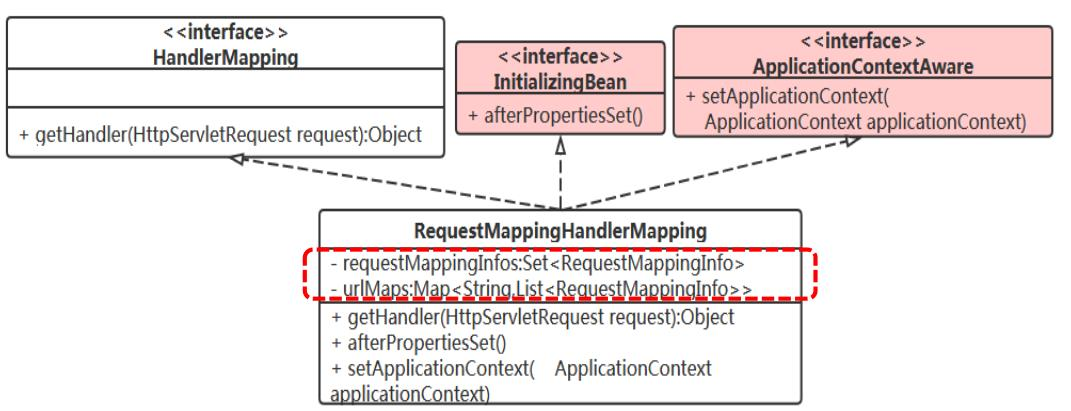 <<interface>>
HandlerMapping
+ getHandler(HttpServletRequest request):Object
<<interface>>
InitializingBean
+ afterPropertiesSet()
<<interface>>
ApplicationContextAware
+ setApplicationContext(
ApplicationContext applicationContext)
RequestMappingHandlerMapping
- requestMappingInfos:Set<RequestMappingInfo>
- urlMaps:Map<String,List<RequestMappingInfo>>
+ getHandler(HttpServletRequest request):Object
+ afterPropertiesSet()
+ setApplicationContext( ApplicationContext
applicationContext)